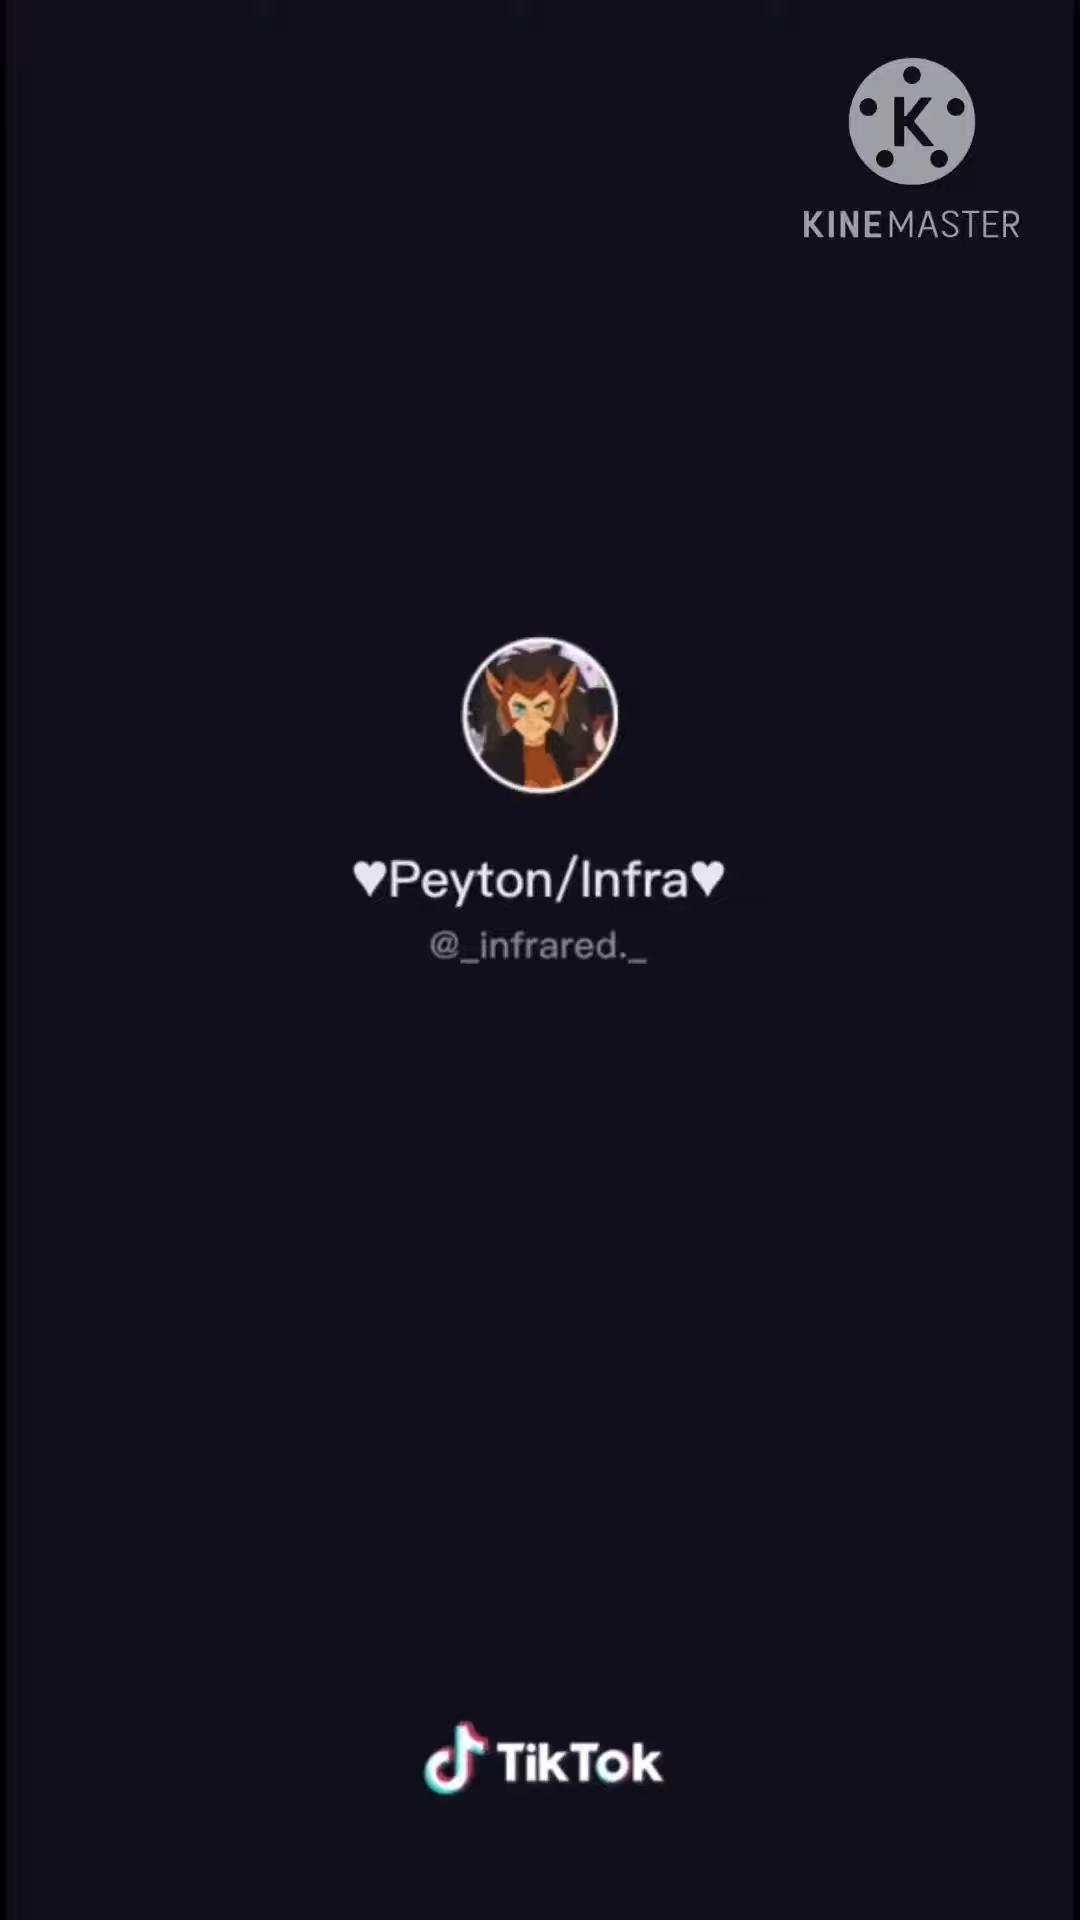 K
KINEMASTER
♥Peyton/Infra♥
@_infrared._
TikTok